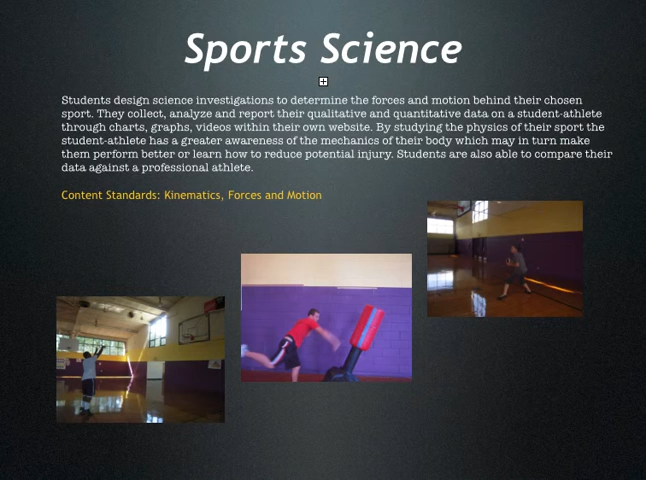 Sports Science
Students design science investigations to determine the forces and motion behind their chosen
sport. They collect, analyze and report their qualitative and quantitative data on a student-athlete
through charts, graphs, videos within their own website. By studying the physics of their sport the
student-athlete has a greater awareness of the mechanics of their body which may in turn make
them perform better or learn how to reduce potential injury. Students are also able to compare their
data against a professional athlete.
Content Standards: Kinematics, Forces and Motion